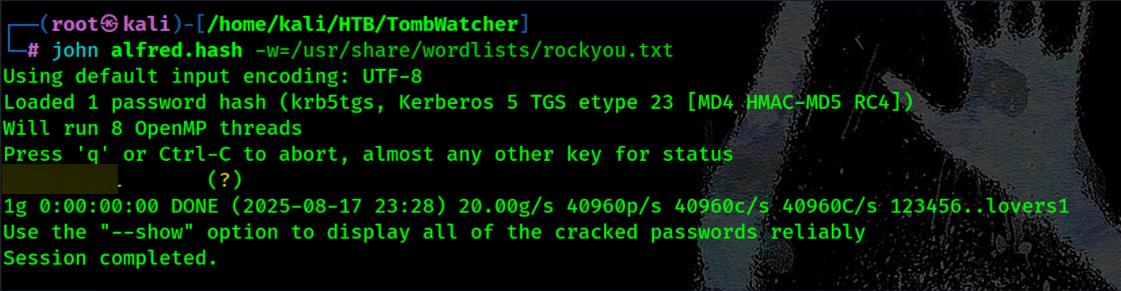 ┌──(root㉿kali)-[/home/kali/HTB/TombWatcher]
└─# john alfred.hash -w=/usr/share/wordlists/rockyou.txt
Using default input encoding: UTF-8
Loaded 1 password hash (krb5tgs, Kerberos 5 TGS etype 23 [MD4 HMAC-MD5 RC4])
Will run 8 OpenMP threads
Press 'q' or Ctrl-C to abort, almost any other key for status
(?)
1g 0:00:00:00 DONE (2025-08-17 23:28) 20.00g/s 40960p/s 40960c/s 40960C/s 123456..lovers1
Use the "--show" option to display all of the cracked passwords reliably
Session completed.